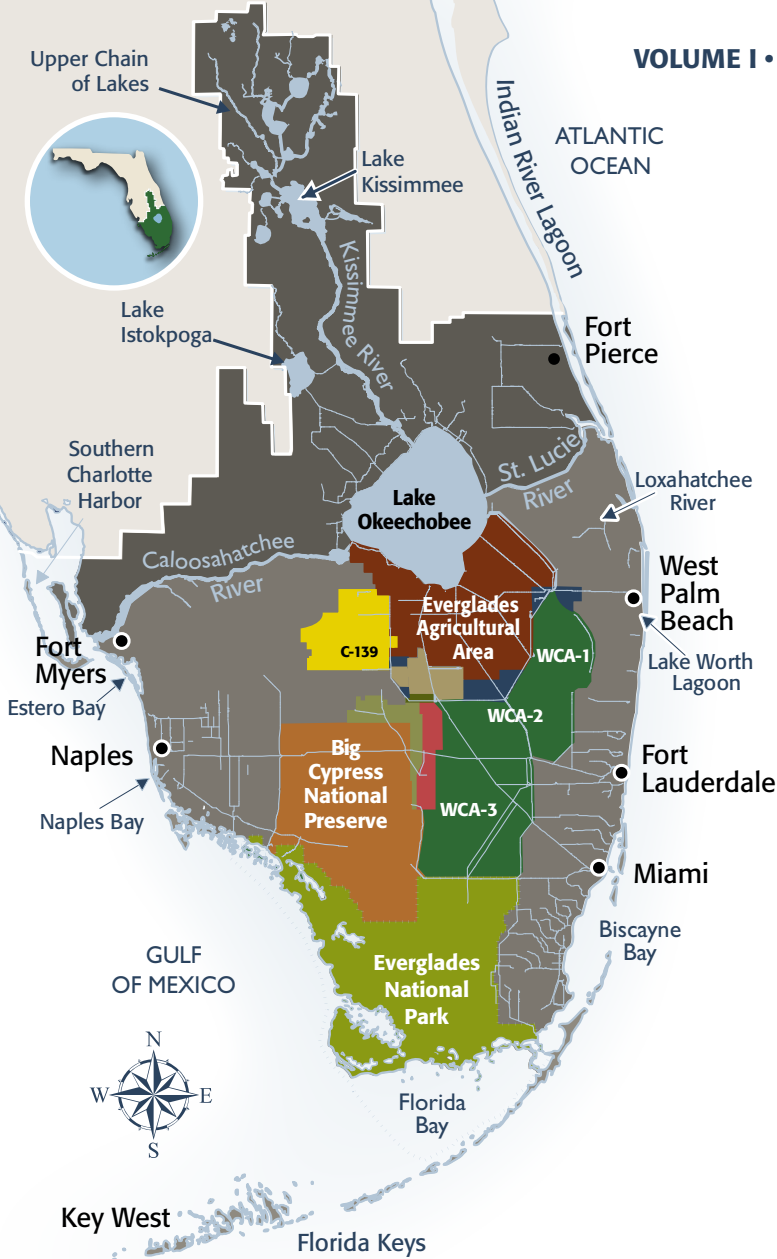 VOLUME I •
Upper Chain
of Lakes
Indian River Lagoon
ATLANTIC
OCEAN
Lake
Kissimmee
Kissimmee River
Lake
Istokpoga
Fort
Pierce
Southern
Charlotte
Harbor
St. Lucie
River
Lake
Okeechobee
Loxahatchee
River
Caloosahatchee
River
West
Palm
Beach
Everglades
Agricultural
Area
C-139
WCA-1
Fort
Myers
Lake Worth
Lagoon
Estero Bay
WCA-2
Naples
Big
Cypress
National
Preserve
Fort
Lauderdale
WCA-3
Naples Bay
Miami
Biscayne
Bay
GULF
OF MEXICO
Everglades
National
Park
N
W
E
S
Florida
Bay
Key West
Florida Keys